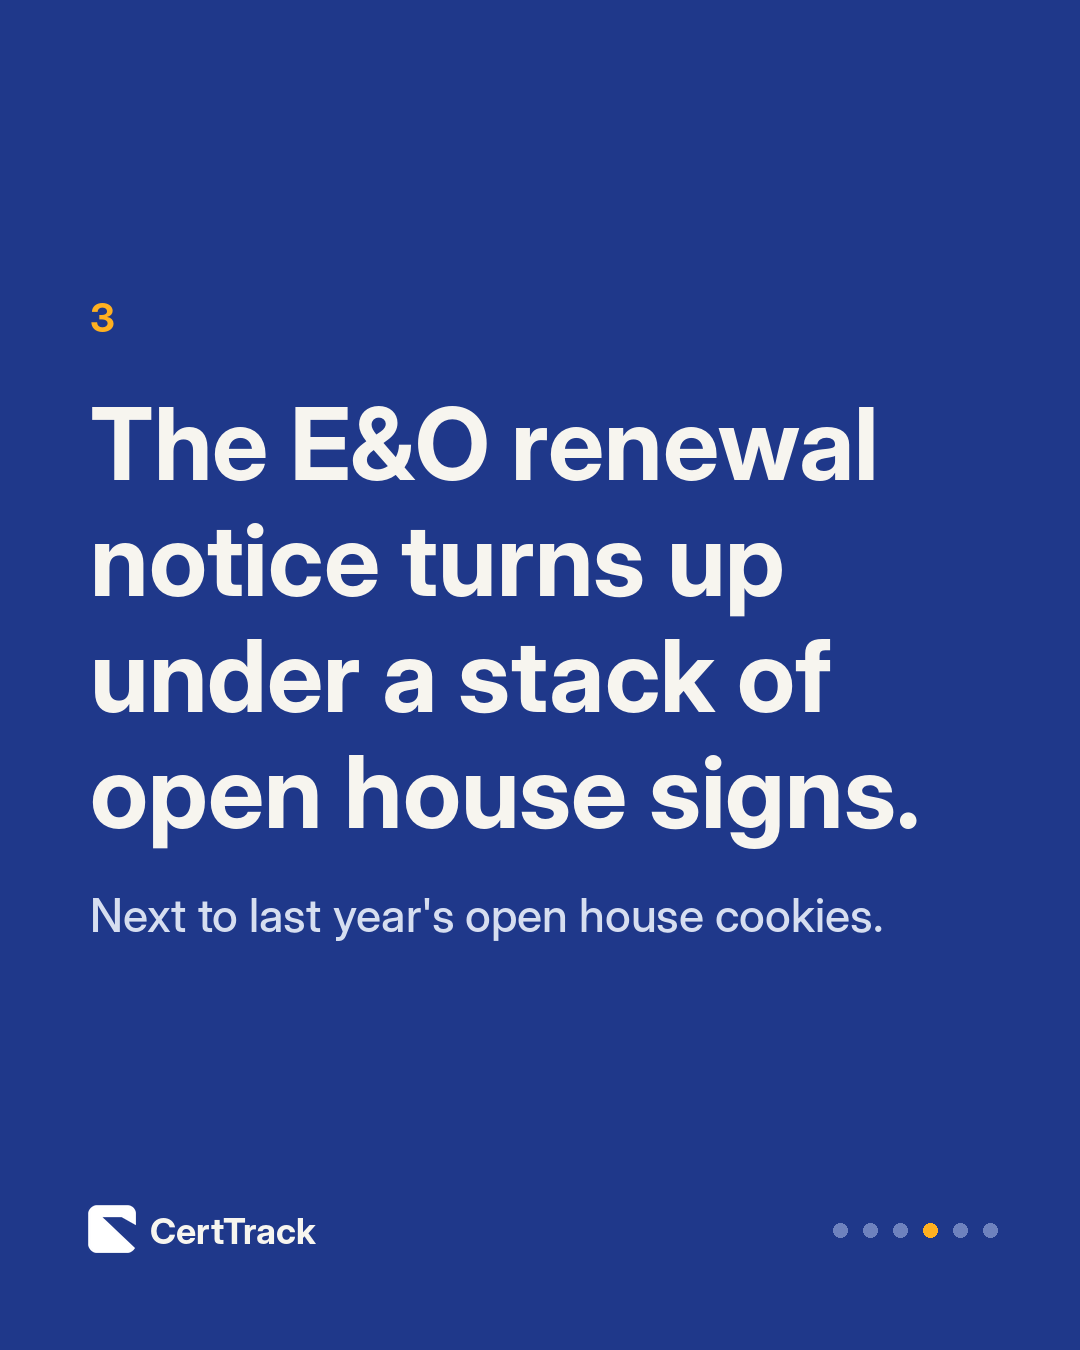 3
The E&O renewal
notice turns up
under a stack of
open house signs.
Next to last year's open house cookies.
CertTrack